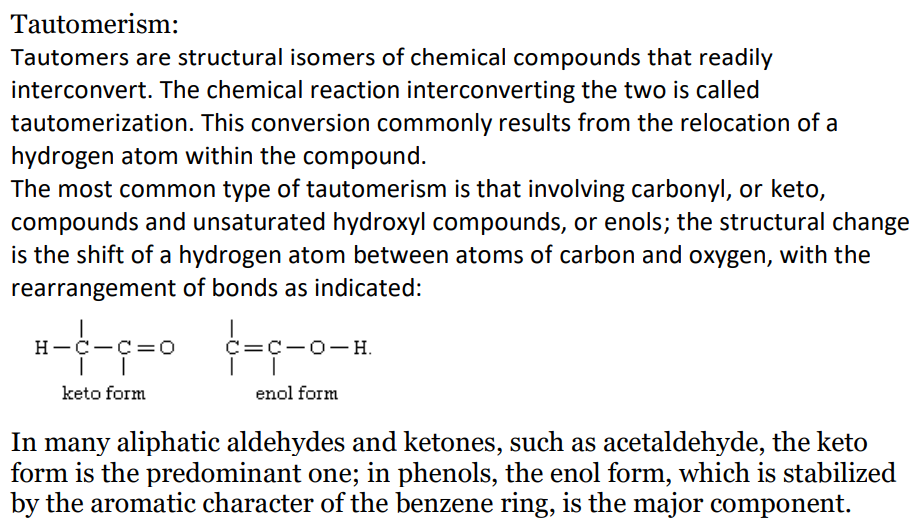 Tautomerism:
Tautomers are structural isomers of chemical compounds that readily
interconvert. The chemical reaction interconverting the two is called
tautomerization. This conversion commonly results from the relocation of a
hydrogen atom within the compound.
The most common type of tautomerism is that involving carbonyl, or keto,
compounds and unsaturated hydroxyl compounds, or enols; the structural change
is the shift of a hydrogen atom between atoms of carbon and oxygen, with the
rearrangement of bonds as indicated:
H—C—C=O C=C—O—H.
keto form enol form
In many aliphatic aldehydes and ketones, such as acetaldehyde, the keto
form is the predominant one; in phenols, the enol form, which is stabilized
by the aromatic character of the benzene ring, is the major component.